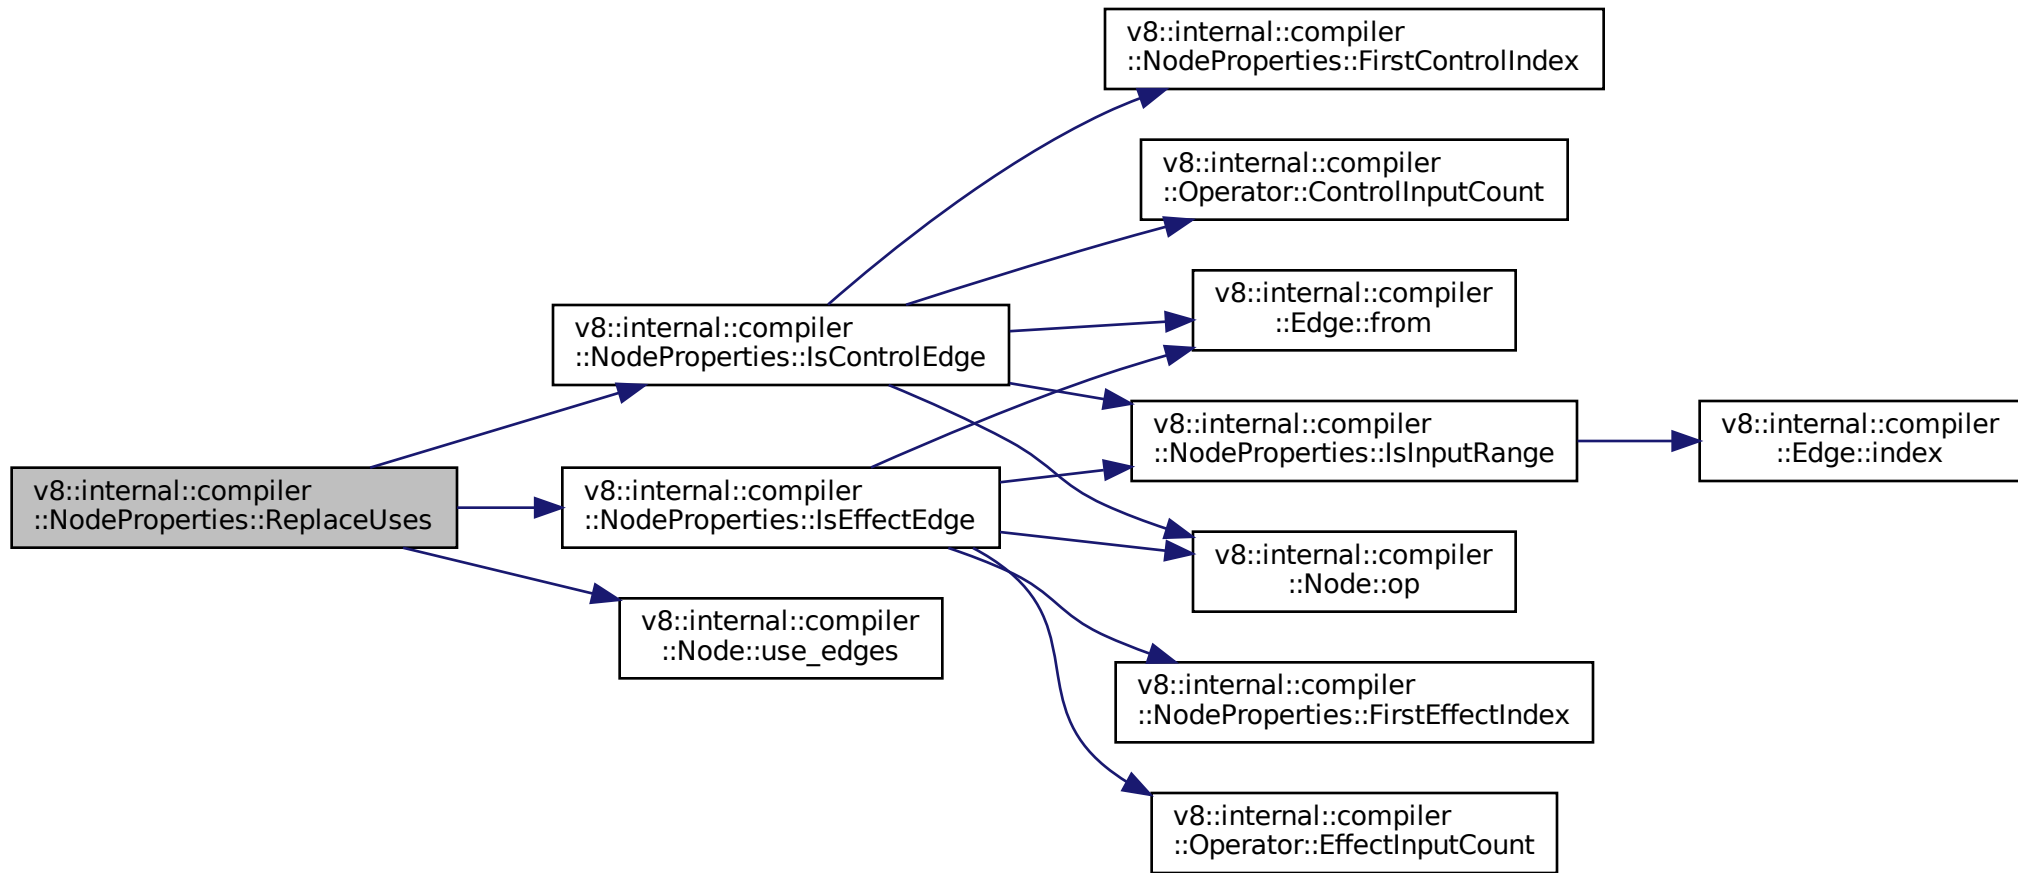 v8::internal::compiler
::NodeProperties::ReplaceUses
v8::internal::compiler
::NodeProperties::IsControlEdge
v8::internal::compiler
::NodeProperties::IsEffectEdge
v8::internal::compiler
::Node::use_edges
v8::internal::compiler
::NodeProperties::FirstControlIndex
v8::internal::compiler
::Operator::ControlInputCount
v8::internal::compiler
::Edge::from
v8::internal::compiler
::NodeProperties::IsInputRange
v8::internal::compiler
::Node::op
v8::internal::compiler
::NodeProperties::FirstEffectIndex
v8::internal::compiler
::Operator::EffectInputCount
v8::internal::compiler
::Edge::index